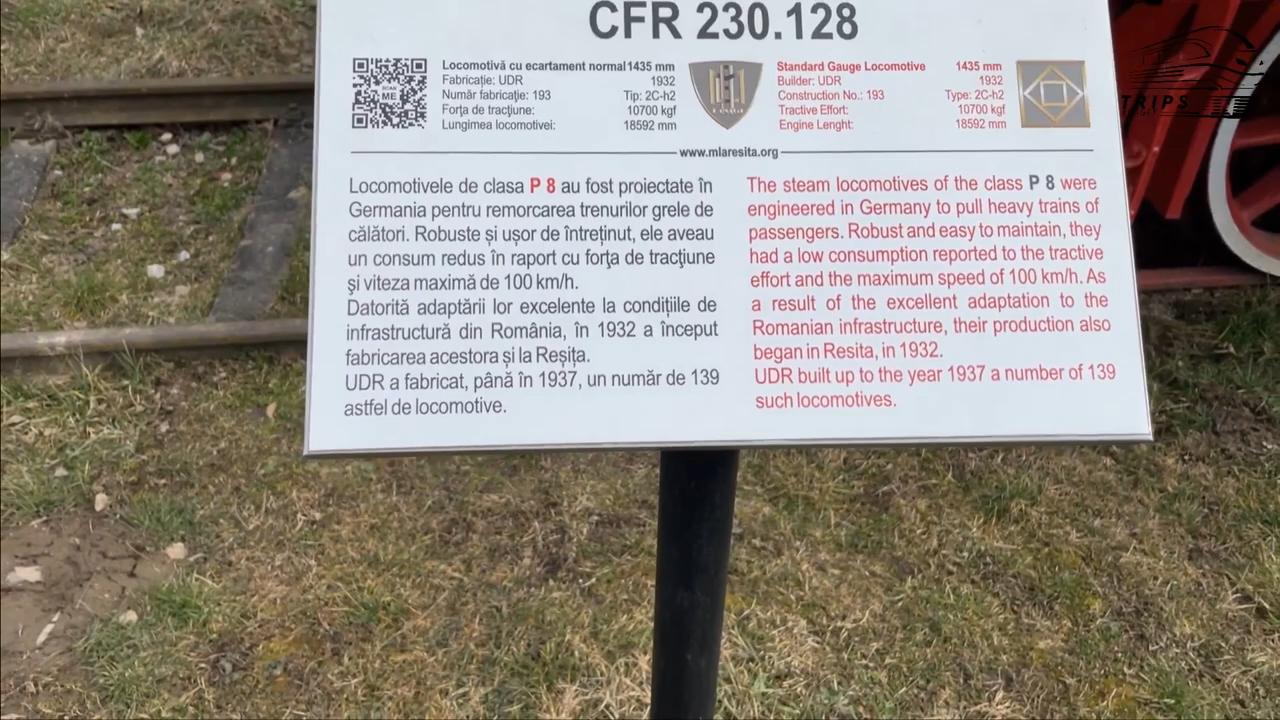 CFR 230.128
Locomotivă cu ecartament normal 1435 mm
Fabricaţie: UDR 1932
Număr fabricaţie: 193 Tip: 2C-h2
Forţa de tracţiune: 10700 kgf
Lungimea locomotivei: 18592 mm
Standard Gauge Locomotive 1435 mm
Builder: UDR 1932
Construction No.: 193 Type: 2C-h2
Tractive Effort: 10700 kgf
Engine Lenght: 18592 mm
www.mlaresita.org
Locomotivele de clasa P 8 au fost proiectate în
Germania pentru remorcarea trenurilor grele de
călători. Robuste și ușor de întreținut, ele aveau
un consum redus în raport cu forţa de tracţiune
şi viteza maximă de 100 km/h.
Datorită adaptării lor excelente la condițiile de
infrastructură din România, în 1932 a început
fabricarea acestora și la Reșița.
UDR a fabricat, până în 1937, un număr de 139
astfel de locomotive.
The steam locomotives of the class P 8 were
engineered in Germany to pull heavy trains of
passengers. Robust and easy to maintain, they
had a low consumption reported to the tractive
effort and the maximum speed of 100 km/h. As
a result of the excellent adaptation to the
Romanian infrastructure, their production also
began in Resita, in 1932.
UDR built up to the year 1937 a number of 139
such locomotives.
TRIPS